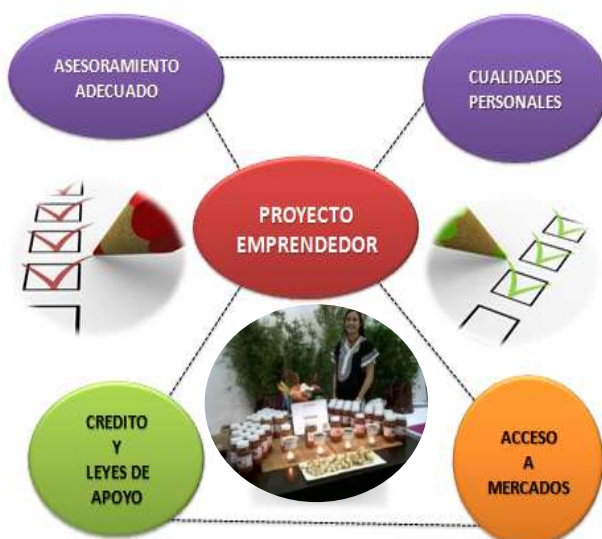 ASESORAMIENTO
ADECUADO
CUALIDADES
PERSONALES
PROYECTO
EMPRENDEDOR
CREDITO
Y
LEYES DE
APOYO
ACCESO
A
MERCADOS